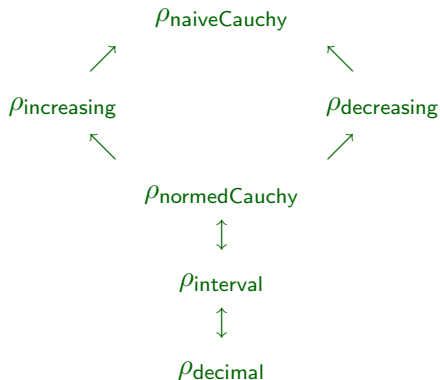 ρnaiveCauchy
ρincreasing ρdecreasing
ρnormedCauchy
ρinterval
ρdecimal